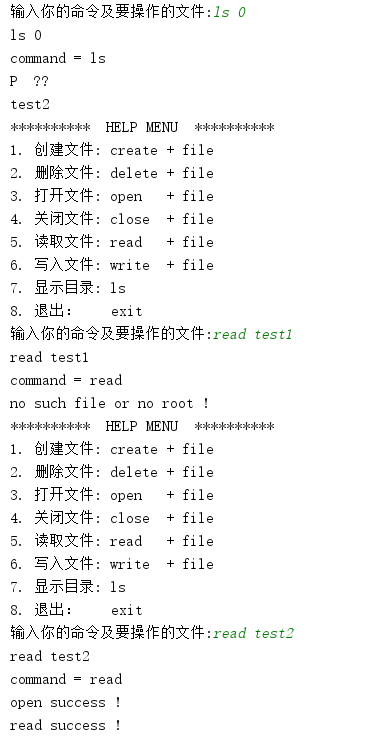 输入你的命令及要操作的文件:ls 0
ls 0
command = ls
P  ??
test2
**********  HELP MENU  **********
1. 创建文件: create + file
2. 删除文件: delete + file
3. 打开文件: open   + file
4. 关闭文件: close  + file
5. 读取文件: read   + file
6. 写入文件: write  + file
7. 显示目录: ls
8. 退出：    exit
输入你的命令及要操作的文件:read test1
read test1
command = read
no such file or no root !
**********  HELP MENU  **********
1. 创建文件: create + file
2. 删除文件: delete + file
3. 打开文件: open   + file
4. 关闭文件: close  + file
5. 读取文件: read   + file
6. 写入文件: write  + file
7. 显示目录: ls
8. 退出：    exit
输入你的命令及要操作的文件:read test2
read test2
command = read
open success !
read success !